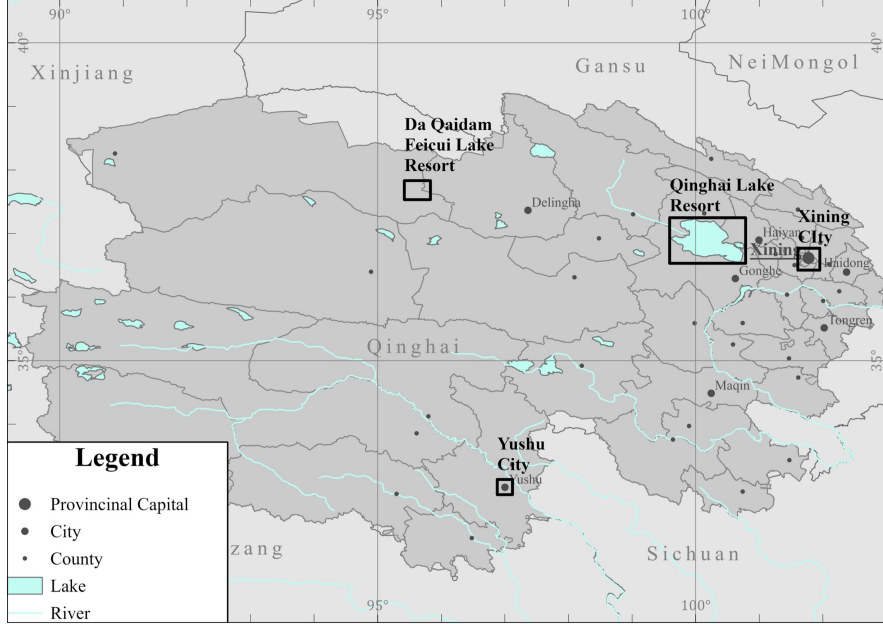 90°
95°
100°
40°
40°
Xinjiang
Gansu
NeiMongol
Da Qaidam
Feicui Lake
Resort
Qinghai Lake
Resort
Delingha
Xining
CIty
Haiyan
Xining
Haidong
Gonghe
Tongren
Qinghai
35°
35°
Maqin
Yushu
City
Yushu
Legend
Provincinal Capital
City
County
Lake
River
zang
Sichuan
95°
100°